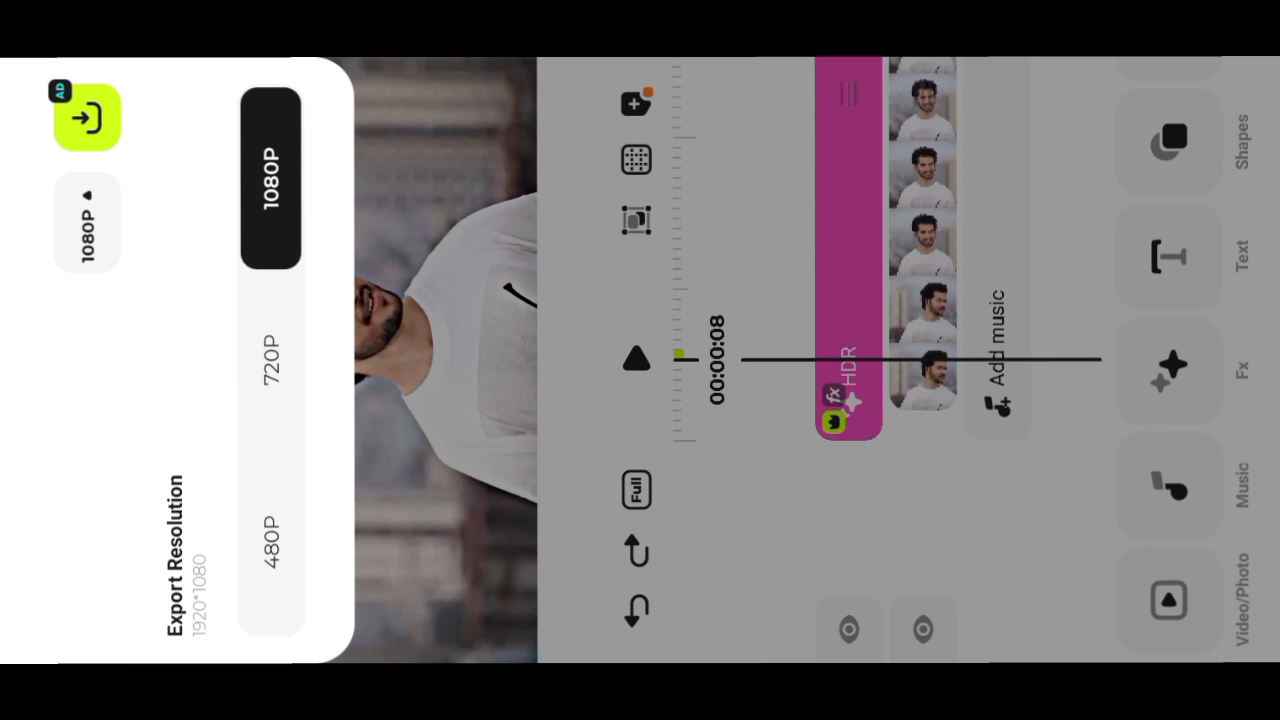 AD
1080P
Export Resolution
1920*1080
480P
720P
1080P
Full
00:00:08
fx
HDR
Add music
Video/Photo
Music
Fx
Text
Shapes